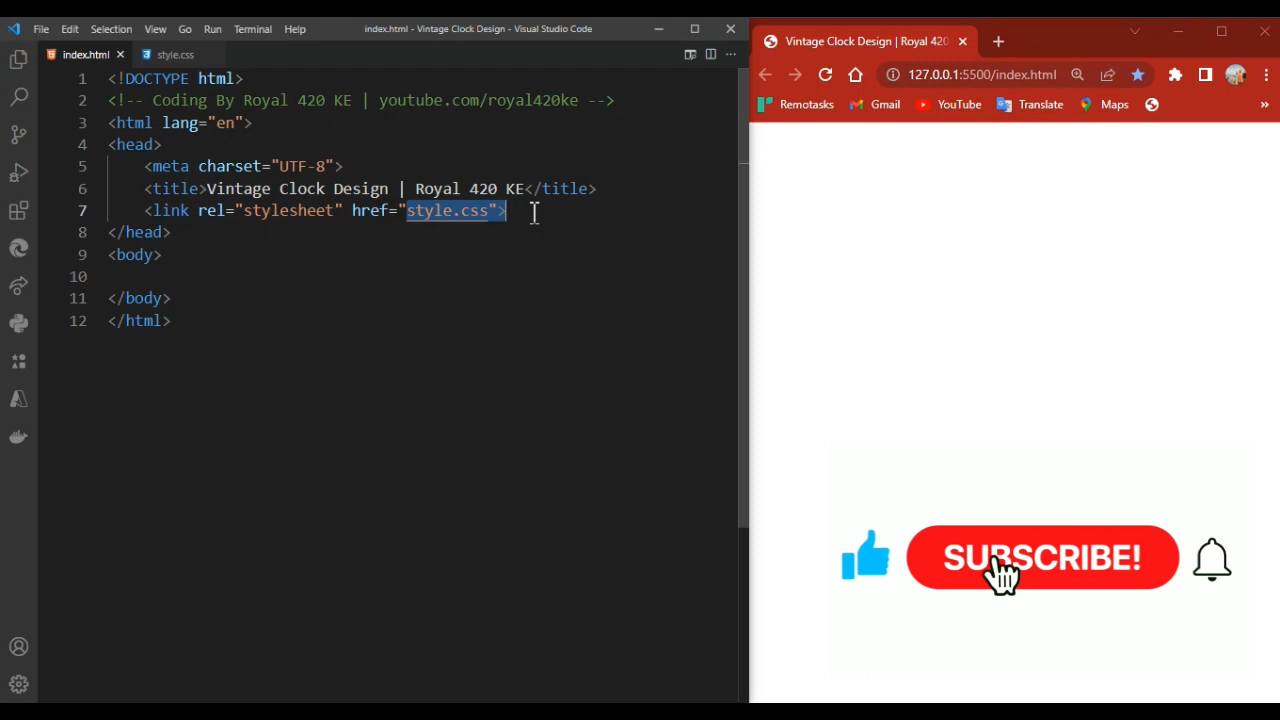 File Edit Selection View Go Run Terminal Help
index.html - Vintage Clock Design - Visual Studio Code
index.html
style.css
1 <!DOCTYPE html>
2 <!-- Coding By Royal 420 KE | youtube.com/royal420ke -->
3 <html lang="en">
4 <head>
5 <meta charset="UTF-8">
6 <title>Vintage Clock Design | Royal 420 KE</title>
7 <link rel="stylesheet" href="style.css">
8 </head>
9 <body>
10
11 </body>
12 </html>
Vintage Clock Design | Royal 420
127.0.0.1:5500/index.html
Remotasks Gmail YouTube Translate Maps
SUBSCRIBE!